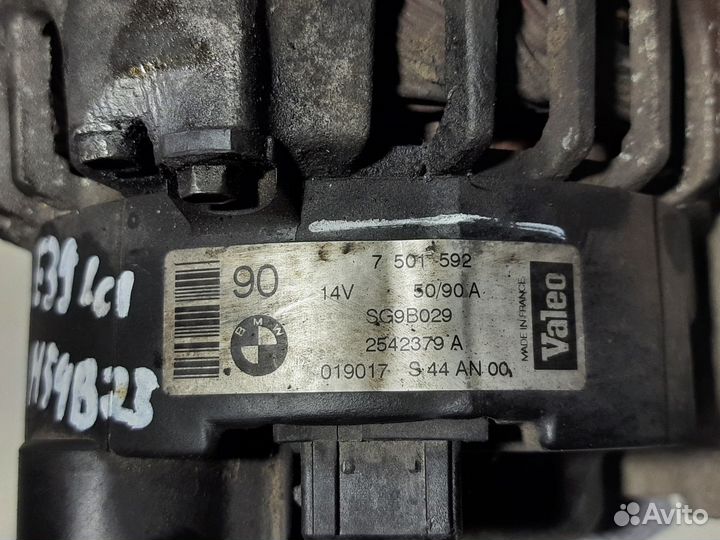 E39 LCI
M54B25
90
7 501 592
14V 50/90 A
SG9B029
BMW
2542379 A
019017 S 44 AN 00
MADE IN FRANCE
Valeo
Avito